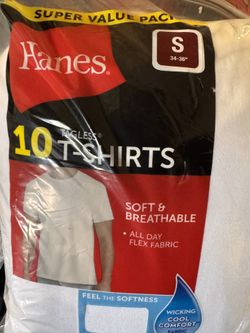 SUPER VALUE PACK
Hanes
S
34-36"
10 TAGLESS®
T-SHIRTS
SOFT &
BREATHABLE
• ALL DAY
FLEX FABRIC
FEEL THE SOFTNESS
WICKING
COOL
COMFORT